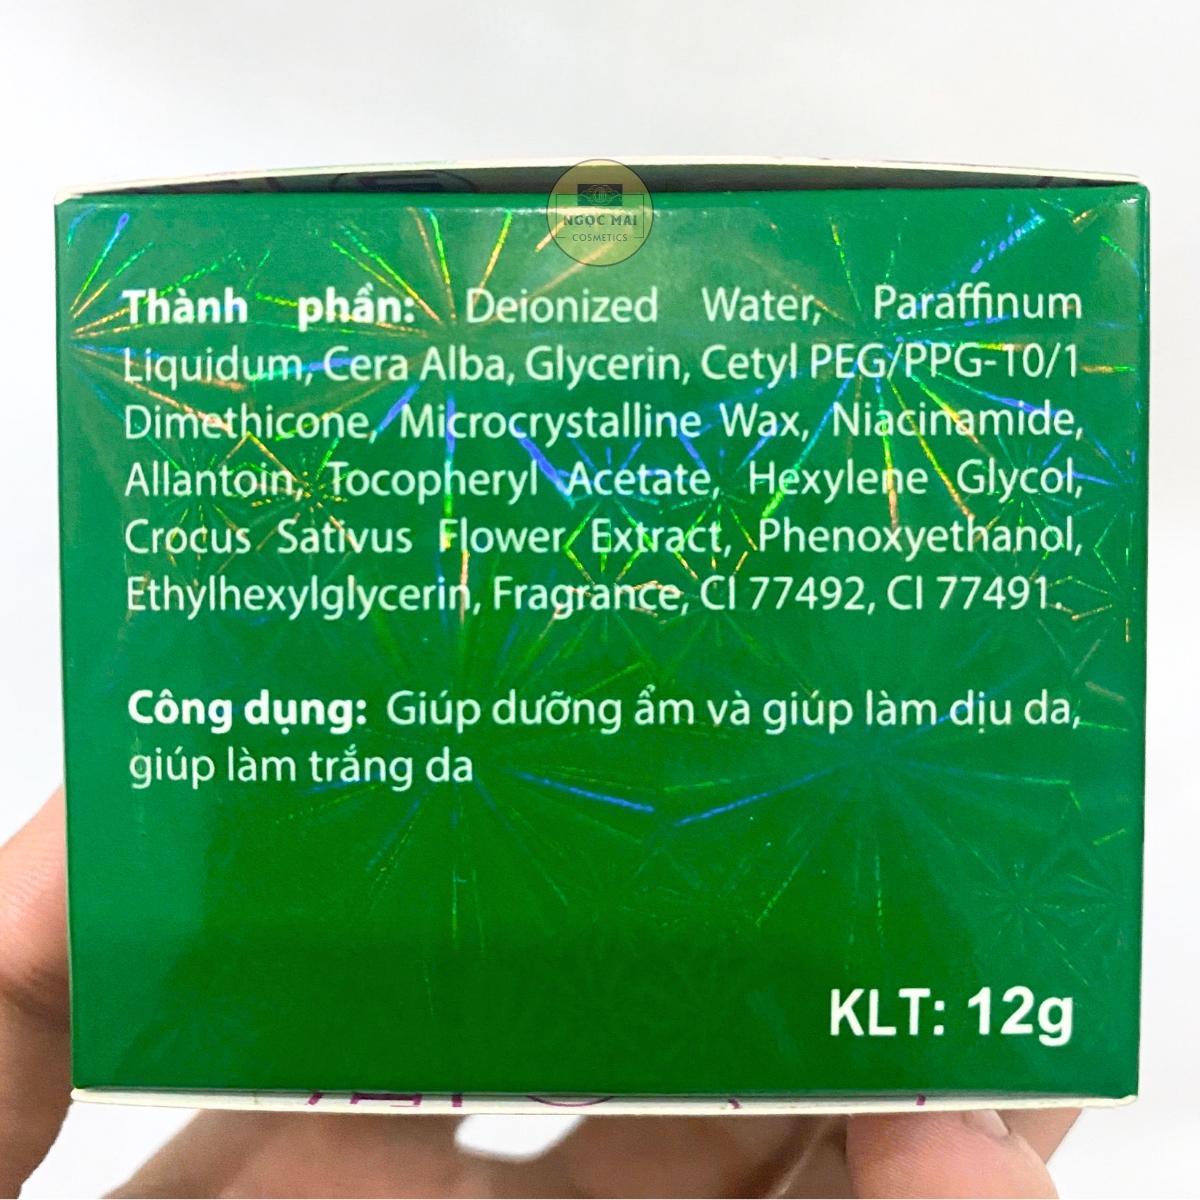 NGỌC MAI
COSMETICS
Thành phần: Deionized Water, Paraffinum
Liquidum, Cera Alba, Glycerin, Cetyl PEG/PPG-10/1
Dimethicone, Microcrystalline Wax, Niacinamide,
Allantoin, Tocopheryl Acetate, Hexylene Glycol,
Crocus Sativus Flower Extract, Phenoxyethanol,
Ethylhexylglycerin, Fragrance, CI 77492, CI 77491.
Công dụng: Giúp dưỡng ẩm và giúp làm dịu da,
giúp làm trắng da
KLT: 12g